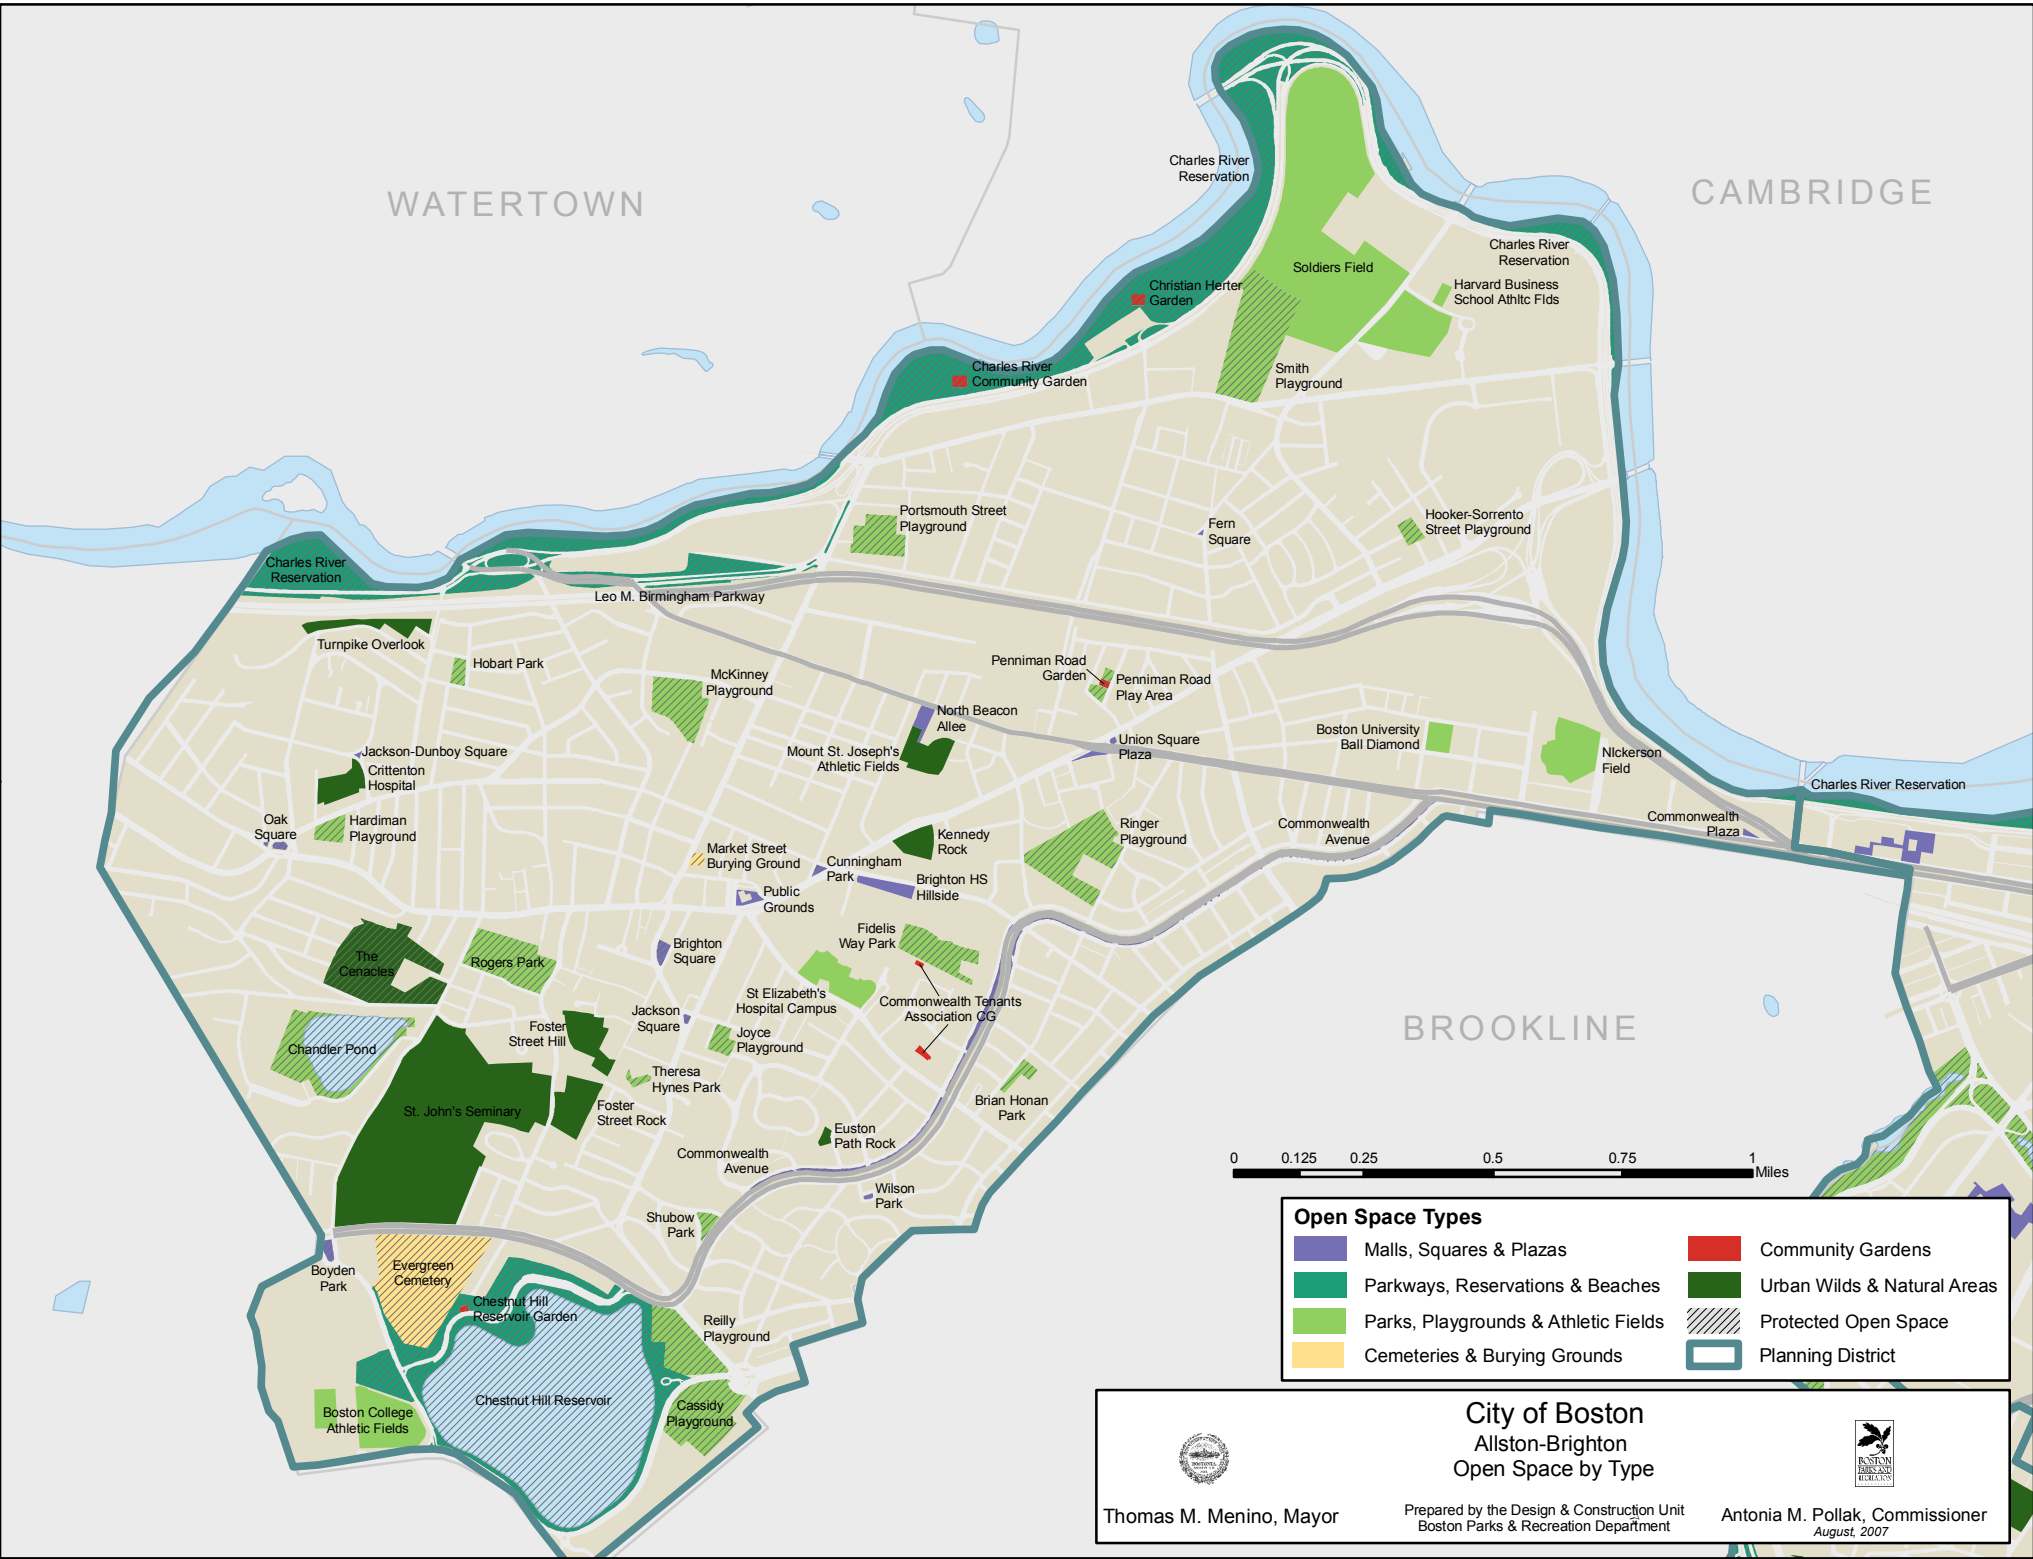 WATERTOWN
CAMBRIDGE
BROOKLINE
Charles River
Reservation
Charles River
Reservation
Soldiers Field
Harvard Business
School Athltc Flds
Christian Herter
Garden
Charles River
Community Garden
Smith
Playground
Portsmouth Street
Playground
Fern
Square
Hooker-Sorrento
Street Playground
Charles River
Reservation
Leo M. Birmingham Parkway
Turnpike Overlook
Hobart Park
McKinney
Playground
Penniman Road
Garden
Penniman Road
Play Area
North Beacon
Allee
Mount St. Joseph's
Athletic Fields
Union Square
Plaza
Boston University
Ball Diamond
NIckerson
Field
Charles River Reservation
Jackson-Dunboy Square
Crittenton
Hospital
Oak
Square
Hardiman
Playground
Commonwealth
Plaza
Commonwealth
Avenue
Ringer
Playground
Kennedy
Rock
Market Street
Burying Ground
Cunningham
Park
Brighton HS
Hillside
Public
Grounds
Fidelis
Way Park
Brighton
Square
The
Cenacles
Rogers Park
St Elizabeth's
Hospital Campus
Commonwealth Tenants
Association CG
Jackson
Square
Foster
Street Hill
Joyce
Playground
Chandler Pond
Theresa
Hynes Park
Foster
Street Rock
St. John's Seminary
Brian Honan
Park
Euston
Path Rock
Commonwealth
Avenue
Wilson
Park
Shubow
Park
Boyden
Park
Evergreen
Cemetery
Chestnut Hill
Reservoir Garden
Reilly
Playground
Chestnut Hill Reservoir
Boston College
Athletic Fields
Cassidy
Playground
0 0.125 0.25 0.5 0.75 1
Miles
Open Space Types
Malls, Squares & Plazas
Parkways, Reservations & Beaches
Parks, Playgrounds & Athletic Fields
Cemeteries & Burying Grounds
Community Gardens
Urban Wilds & Natural Areas
Protected Open Space
Planning District
City of Boston
Allston-Brighton
Open Space by Type
Thomas M. Menino, Mayor
Prepared by the Design & Construction Unit
Boston Parks & Recreation Department
BOSTON
PARKS AND
RECREATION
Antonia M. Pollak, Commissioner
August, 2007